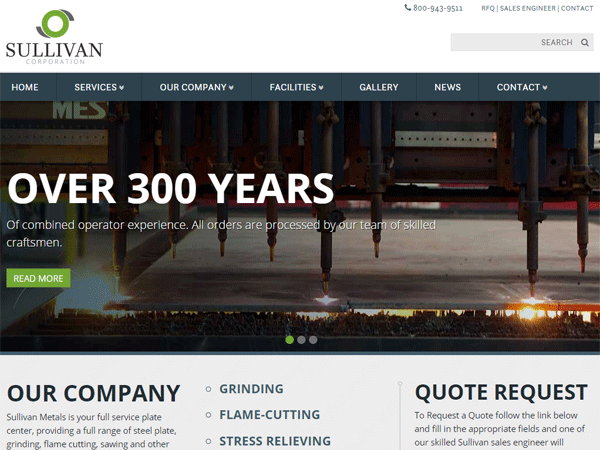 800-943-9511 RFQ | SALES ENGINEER | CONTACT
SULLIVAN
CORPORATION
SEARCH
HOME SERVICES OUR COMPANY FACILITIES GALLERY NEWS CONTACT
MES
OVER 300 YEARS
Of combined operator experience. All orders are processed by our team of skilled
craftsmen.
READ MORE
OUR COMPANY
Sullivan Metals is your full service plate
center, providing a full range of steel plate,
grinding, flame cutting, sawing and other
GRINDING
FLAME-CUTTING
STRESS RELIEVING
QUOTE REQUEST
To Request a Quote follow the link below
and fill in the appropriate fields and one of
our skilled Sullivan sales engineer will